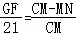 GF/21 = CM-MN/CM